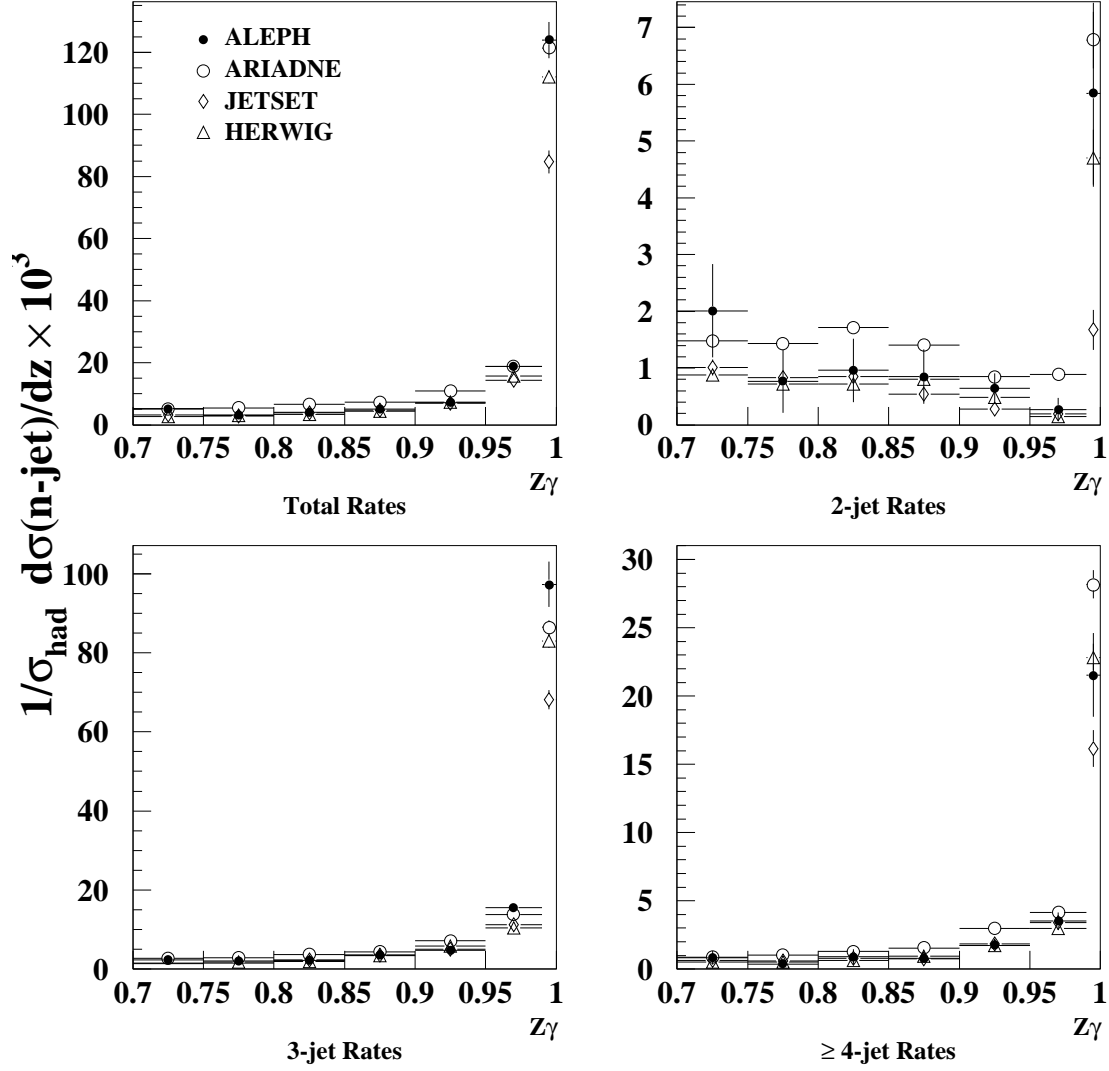 1/σhad dσ(n-jet)/dz × 10³
120
100
80
60
40
20
0
ALEPH
ARIADNE
JETSET
HERWIG
0.7 0.75 0.8 0.85 0.9 0.95 1
Zγ
Total Rates
7
6
5
4
3
2
1
0
0.7 0.75 0.8 0.85 0.9 0.95 1
Zγ
2-jet Rates
100
80
60
40
20
0
0.7 0.75 0.8 0.85 0.9 0.95 1
Zγ
3-jet Rates
30
25
20
15
10
5
0
0.7 0.75 0.8 0.85 0.9 0.95 1
Zγ
≥ 4-jet Rates